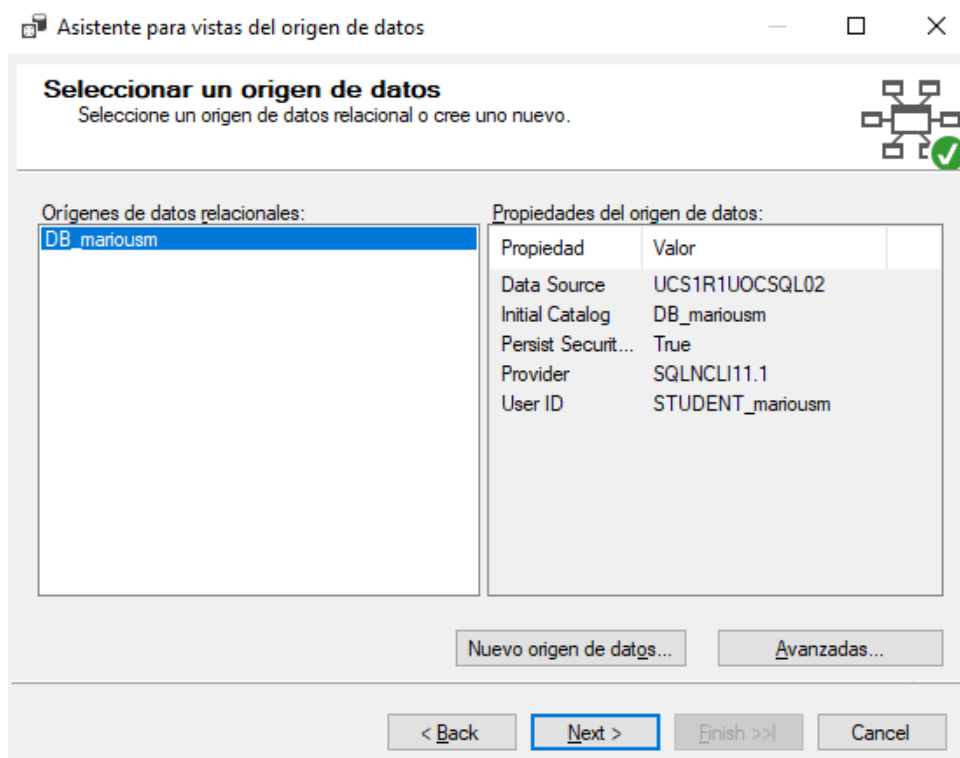 Asistente para vistas del origen de datos
Seleccionar un origen de datos
Seleccione un origen de datos relacional o cree uno nuevo.
Orígenes de datos relacionales:
DB_mariousm
Propiedades del origen de datos:
Propiedad Valor
Data Source UCS1R1UOCSQL02
Initial Catalog DB_mariousm
Persist Securit... True
Provider SQLNCLI11.1
User ID STUDENT_mariousm
Nuevo origen de datos... Avanzadas...
< Back Next > Finish >>| Cancel